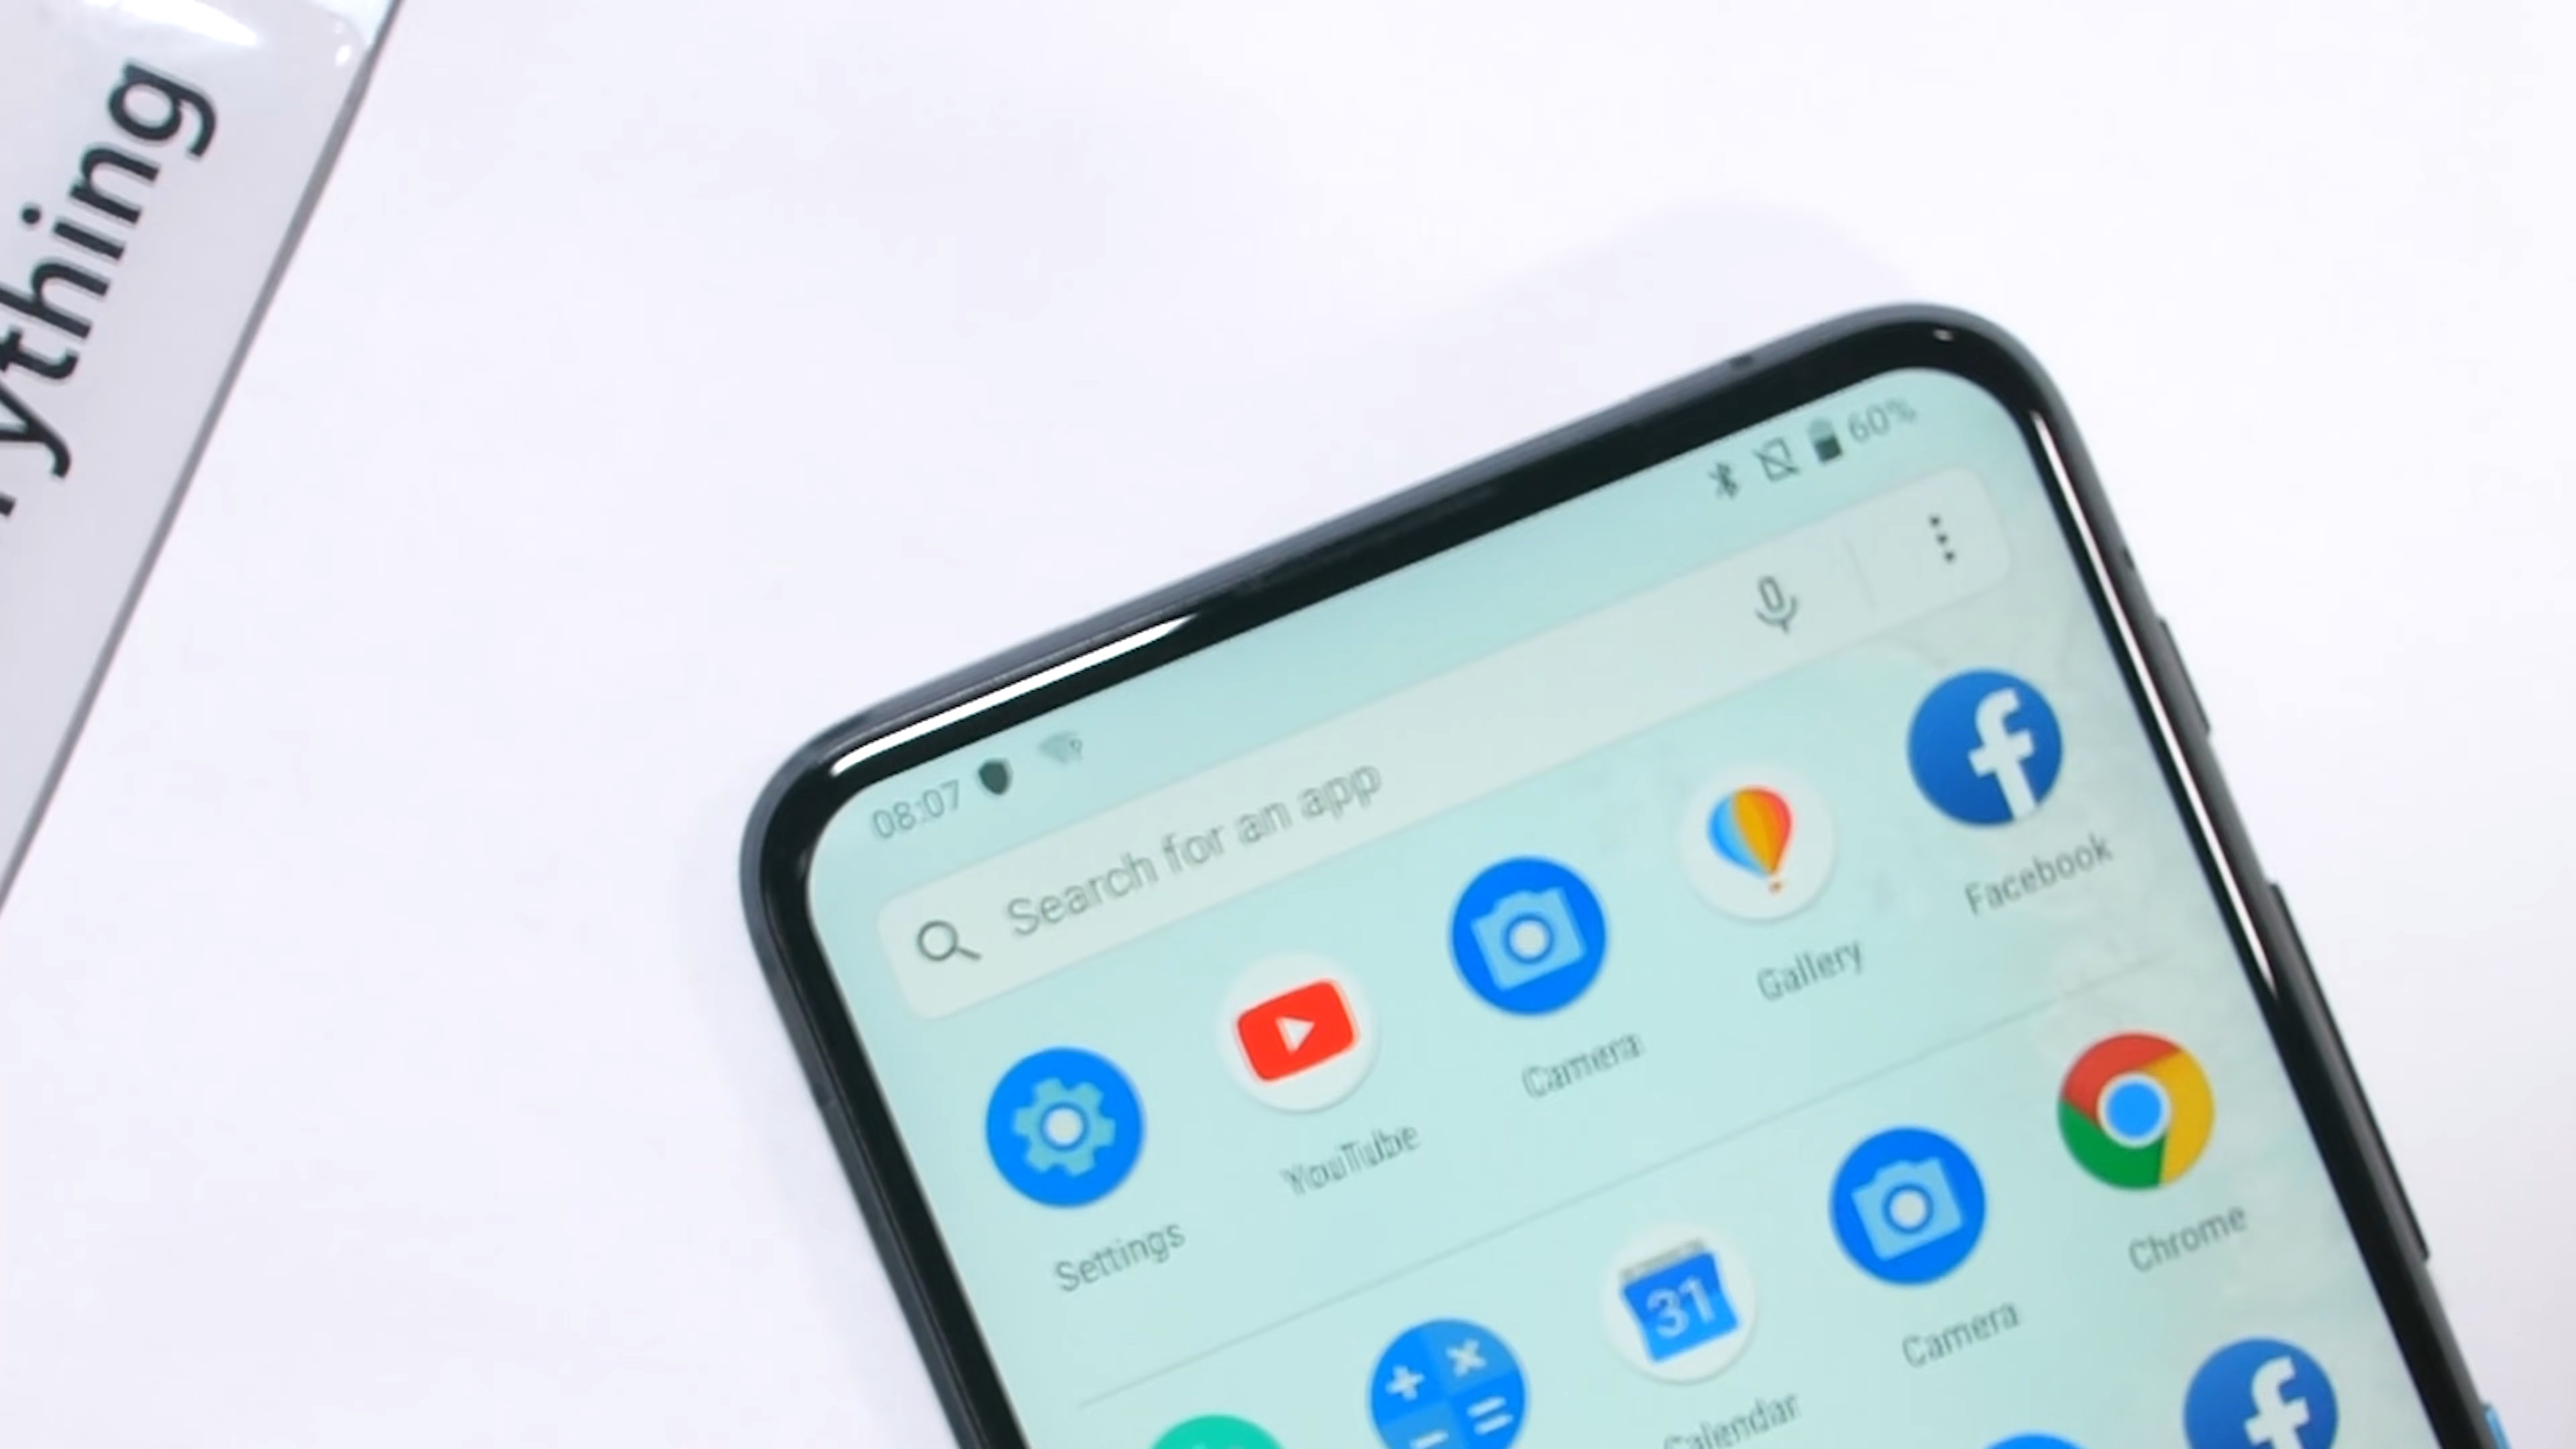 ything
08:07
60%
Search for an app
Settings
YouTube
Camera
Gallery
Facebook
31
Calendar
Camera
Chrome